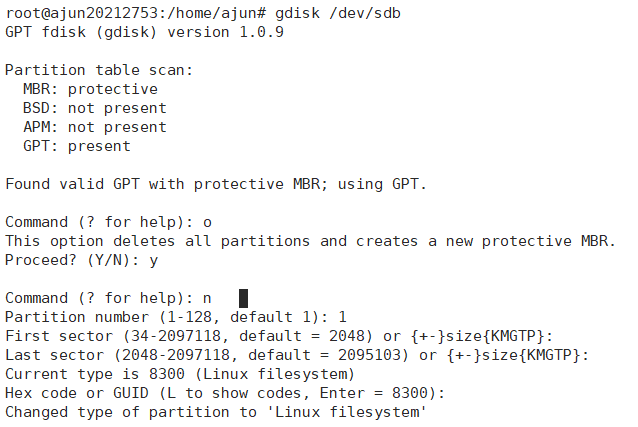 root@ajun20212753:/home/ajun# gdisk /dev/sdb
GPT fdisk (gdisk) version 1.0.9
Partition table scan:
MBR: protective
BSD: not present
APM: not present
GPT: present
Found valid GPT with protective MBR; using GPT.
Command (? for help): o
This option deletes all partitions and creates a new protective MBR.
Proceed? (Y/N): y
Command (? for help): n
Partition number (1-128, default 1): 1
First sector (34-2097118, default = 2048) or {+-}size{KMGTP}:
Last sector (2048-2097118, default = 2095103) or {+-}size{KMGTP}:
Current type is 8300 (Linux filesystem)
Hex code or GUID (L to show codes, Enter = 8300):
Changed type of partition to 'Linux filesystem'